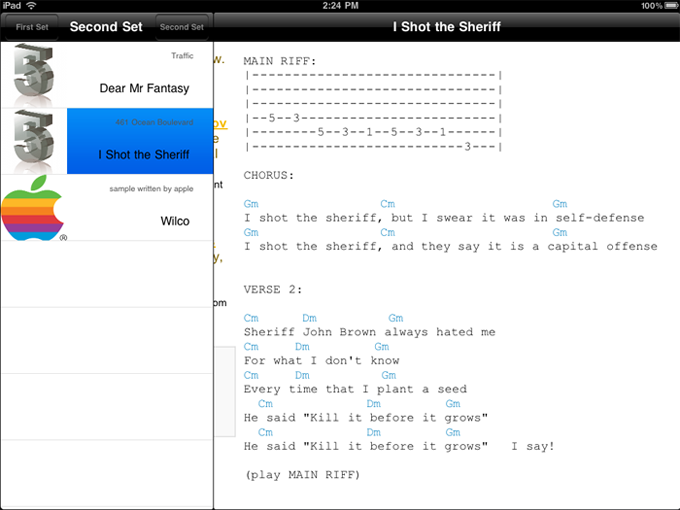 iPad 2:24 PM 100%
First Set Second Set Second Set
I Shot the Sheriff
Traffic
Dear Mr Fantasy
461 Ocean Boulevard
I Shot the Sheriff
sample written by apple
Wilco
(R)
w.
ov
e
l
nt
y,
om
MAIN RIFF:
|---------------------------------|
|---------------------------------|
|---------------------------------|
|--5--3---------------------------|
|---------5--3--1--5--3--1-------|
|-----------------------------3---|
CHORUS:
Gm Cm Gm
I shot the sheriff, but I swear it was in self-defense
Gm Cm Gm
I shot the sheriff, and they say it is a capital offense
VERSE 2:
Cm Dm Gm
Sheriff John Brown always hated me
Cm Dm Gm
For what I don't know
Cm Dm Gm
Every time that I plant a seed
Cm Dm Gm
He said "Kill it before it grows"
Cm Dm Gm
He said "Kill it before it grows" I say!
(play MAIN RIFF)